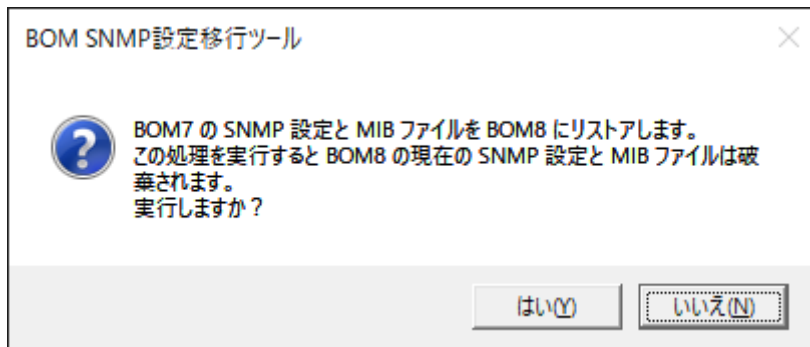 BOM SNMP設定移行ツール
BOM7 の SNMP 設定と MIB ファイルを BOM8 にリストアします。
この処理を実行すると BOM8 の現在の SNMP 設定と MIB ファイルは破
棄されます。
実行しますか？
はい(Y)
いいえ(N)